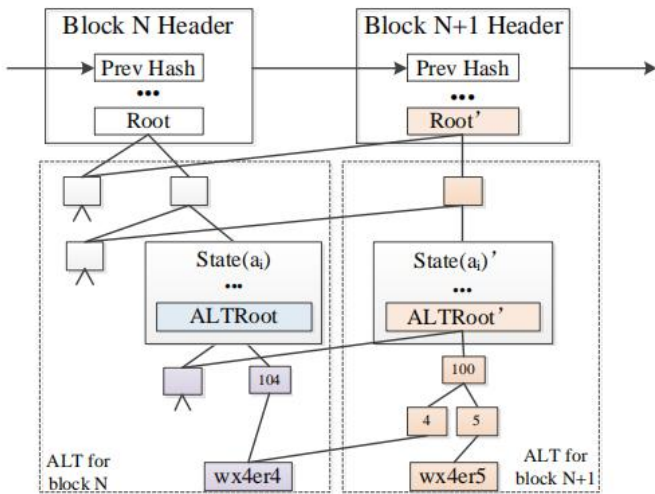 Block N Header
Block N+1 Header
Prev Hash
Prev Hash
•••
•••
Root
Root’
State(ai)
State(ai)’
•••
•••
ALTRoot
ALTRoot’
104
100
4
5
ALT for
block N
wx4er4
wx4er5
ALT for
block N+1